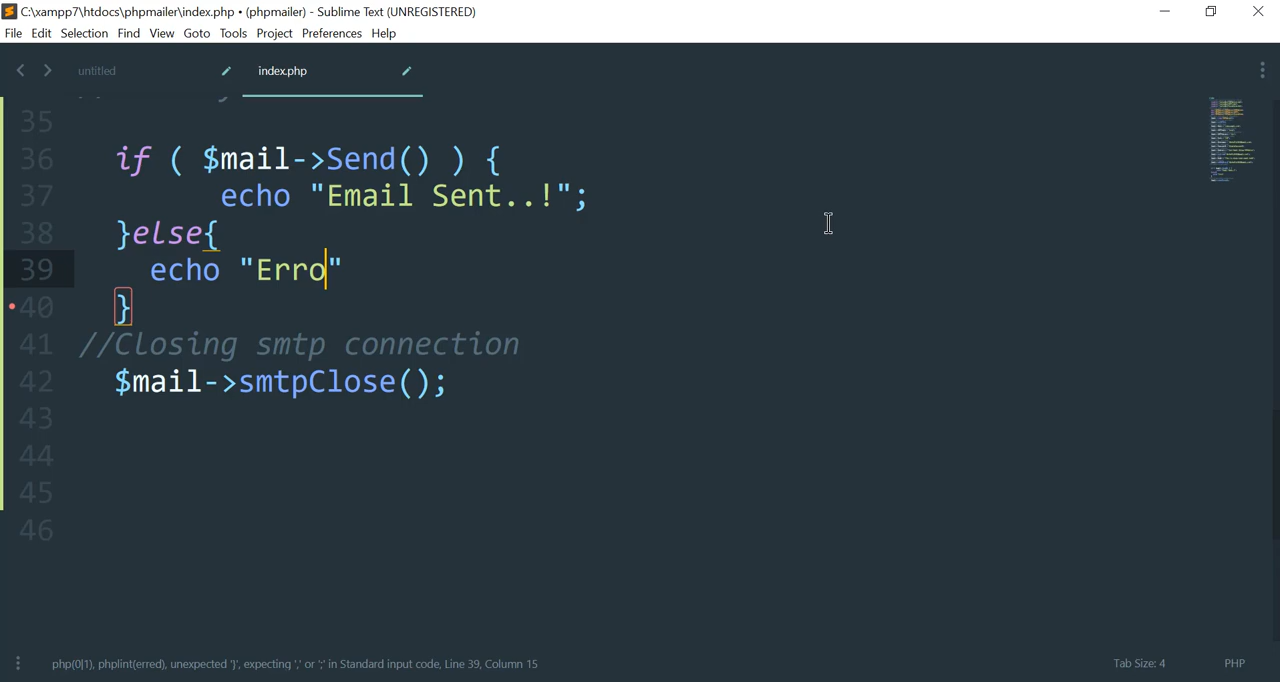 C:\xampp7\htdocs\phpmailer\index.php • (phpmailer) - Sublime Text (UNREGISTERED)
File Edit Selection Find View Goto Tools Project Preferences Help
untitled index.php
35
36 if ( $mail->Send() ) {
37 echo "Email Sent..!";
38 }else{
39 echo "Erro"
40 }
41 //Closing smtp connection
42 $mail->smtpClose();
43
44
45
46
php(0|1), phplint(erred), unexpected '}', expecting ',' or ';' in Standard input code, Line 39, Column 15 Tab Size: 4 PHP